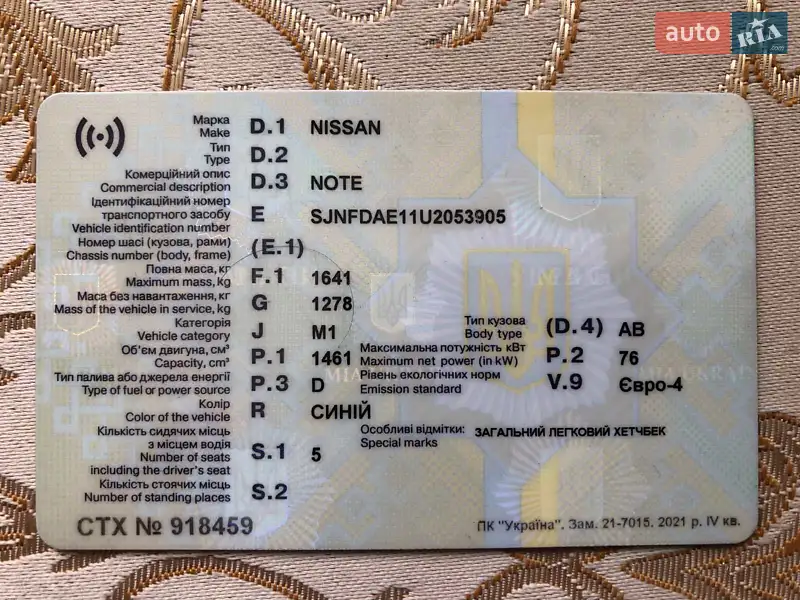 auto RIA.com
Марка
Make D.1 NISSAN
Тип
Type D.2
Комерційний опис
Commercial description D.3 NOTE
Ідентифікаційний номер
транспортного засобу E SJNFDAE11U2053905
Vehicle identification number
Номер шасі (кузова, рами) (E.1)
Chassis number (body, frame)
Повна маса, кг
Maximum mass, kg F.1 1641
Маса без навантаження, кг
Mass of the vehicle in service, kg G 1278
Категорія
Vehicle category J M1
Тип кузова
Body type (D.4) AB
Об'єм двигуна, см³
Capacity, cm³ P.1 1461
Максимальна потужність кВт
Maximum net power (in kW) P.2 76
Тип палива або джерела енергії
Type of fuel or power source P.3 D
Рівень екологічних норм
Emission standard V.9 Євро-4
Колір
Color of the vehicle R СИНІЙ
Особливі відмітки: ЗАГАЛЬНИЙ ЛЕГКОВИЙ ХЕТЧБЕК
Special marks
Кількість сидячих місць
з місцем водія
Number of seats S.1 5
including the driver's seat
Кількість стоячих місць
Number of standing places S.2
СТХ № 918459
ПК "Україна". Зам. 21-7015. 2021 р. IV кв.